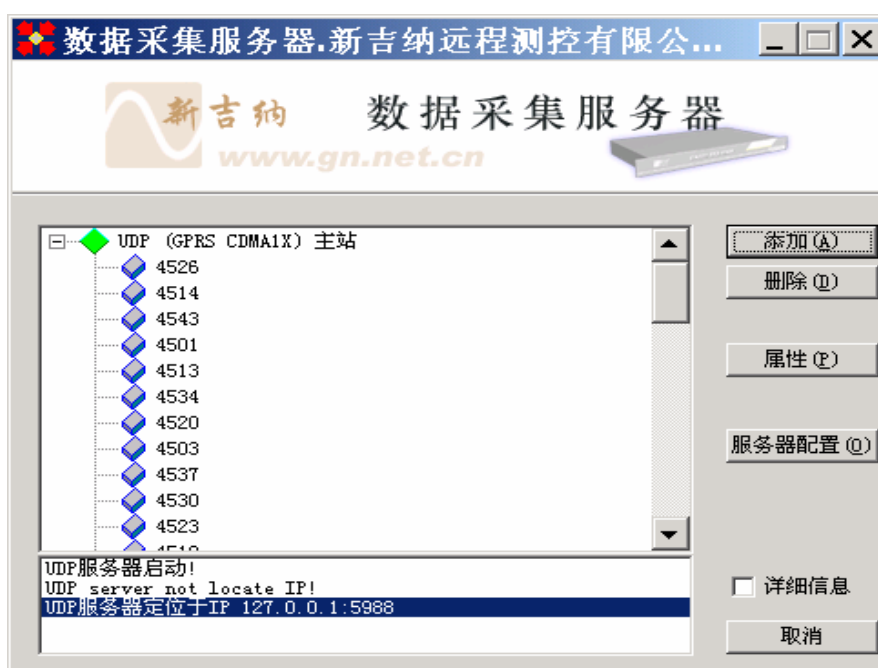 数据采集服务器.新吉纳远程测控有限公...
新吉纳
数据采集服务器
www.gn.net.cn
UDP (GPRS CDMA1X) 主站
4526
4514
4543
4501
4513
4534
4520
4503
4537
4530
4523
添加(A)
删除(D)
属性(P)
服务器配置(O)
UDP服务器启动!
UDP server not locate IP!
UDP服务器定位于IP 127.0.0.1:5988
详细信息
取消